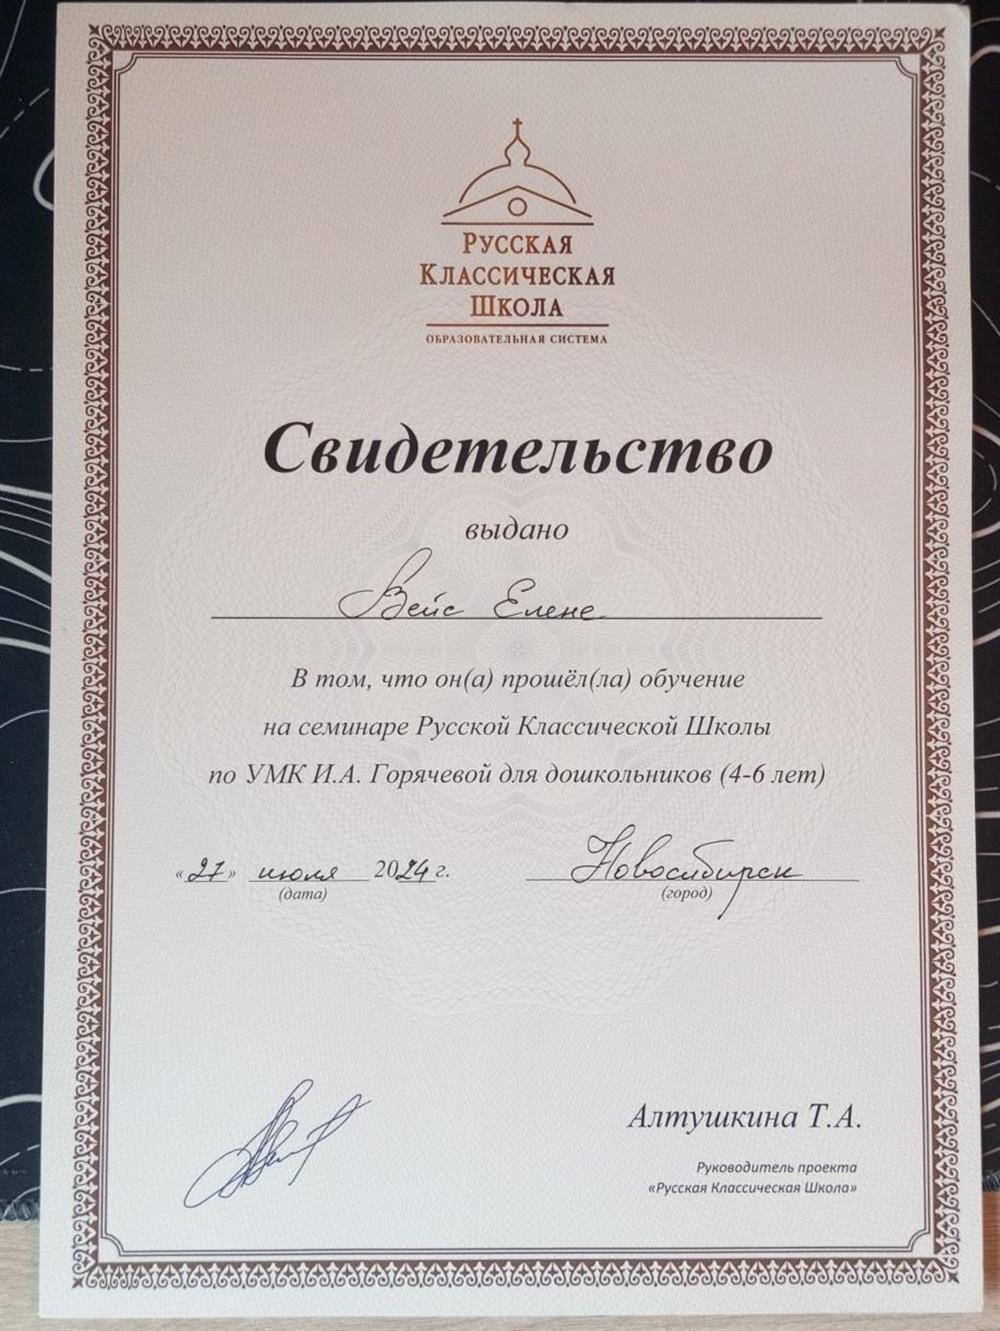 Русская
Классическая
Школа
образовательная система
Свидетельство
выдано
Вейс Елене
В том, что он(а) прошёл(ла) обучение
на семинаре Русской Классической Школы
по УМК И.А. Горячевой для дошкольников (4-6 лет)
«27» июля 2024 г. Новосибирск
(дата) (город)
Алтушкина Т.А.
Руководитель проекта
«Русская Классическая Школа»